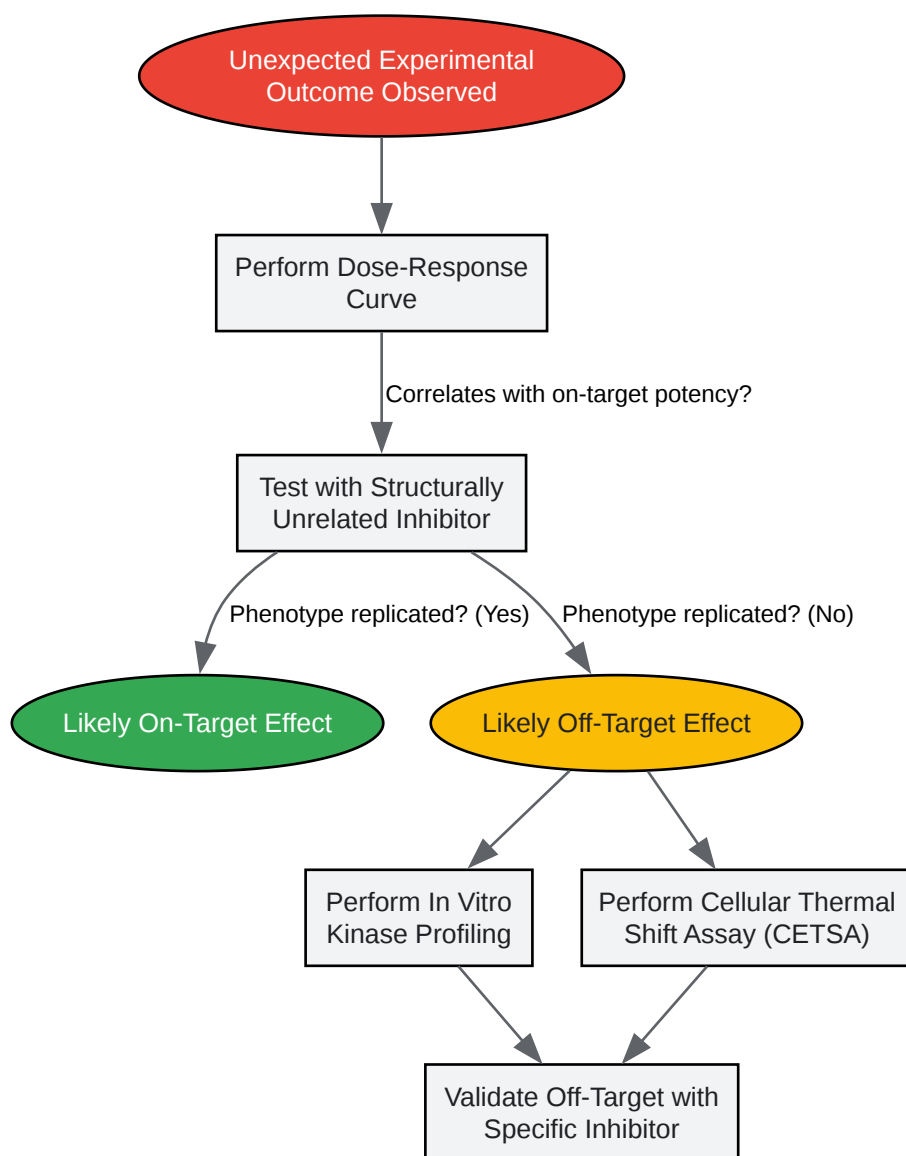 Unexpected Experimental
Outcome Observed
Perform Dose-Response
Curve
Correlates with on-target potency?
Test with Structurally
Unrelated Inhibitor
Phenotype replicated? (Yes)
Phenotype replicated? (No)
Likely On-Target Effect
Likely Off-Target Effect
Perform In Vitro
Kinase Profiling
Perform Cellular Thermal
Shift Assay (CETSA)
Validate Off-Target with
Specific Inhibitor